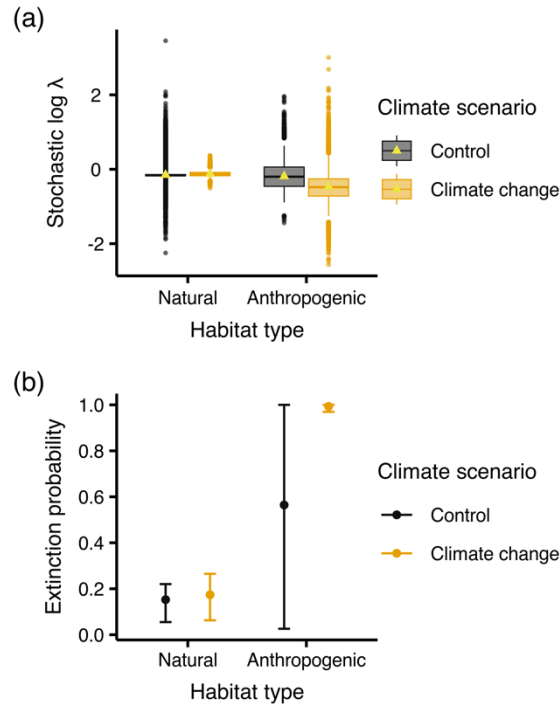 (a)
Stochastic log λ
2
0
-2
Natural Anthropogenic
Habitat type
Climate scenario
Control
Climate change
(b)
Extinction probability
1.0
0.8
0.6
0.4
0.2
0.0
Natural Anthropogenic
Habitat type
Climate scenario
Control
Climate change